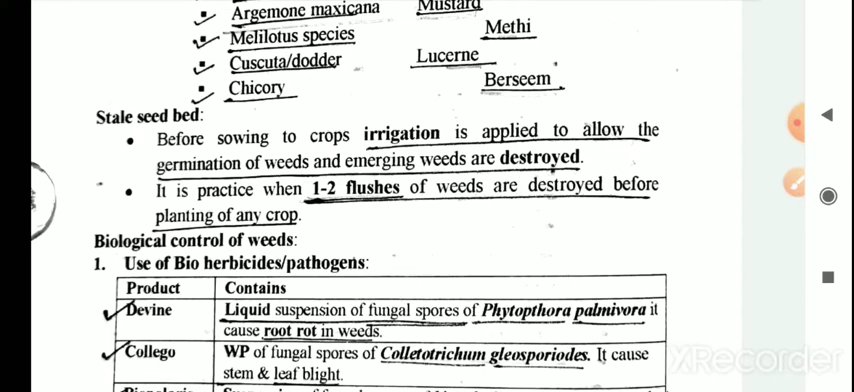 Argemone maxicana Mustard
Melilotus species Methi
Cuscuta/dodder Lucerne
Chicory Berseem
Stale seed bed:
• Before sowing to crops irrigation is applied to allow the
germination of weeds and emerging weeds are destroyed.
• It is practice when 1-2 flushes of weeds are destroyed before
planting of any crop.
Biological control of weeds:
1. Use of Bio herbicides/pathogens:
Product Contains
Devine Liquid suspension of fungal spores of Phytopthora palmivora it
cause root rot in weeds.
Collego WP of fungal spores of Colletotrichum gleosporiodes. It cause
stem & leaf blight.
XRecorder